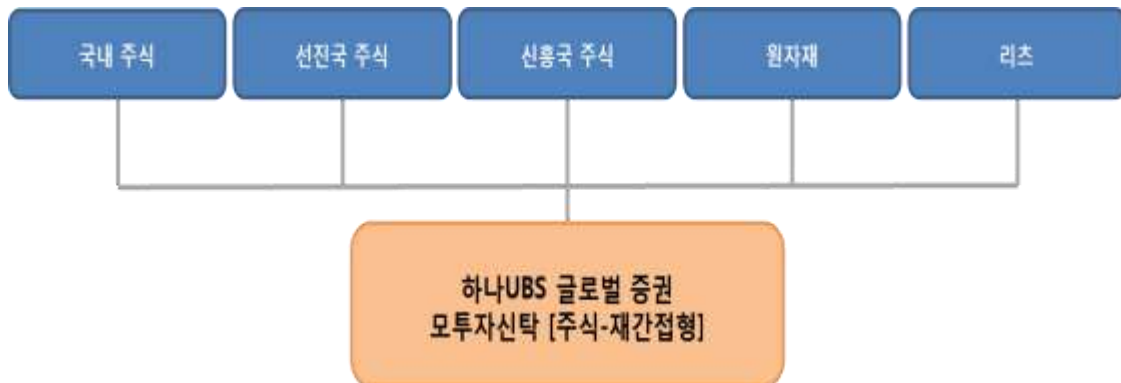 국내 주식
선진국 주식
신흥국 주식
원자재
리츠
하나UBS 글로벌 증권
모투자신탁 [주식-재간접형]